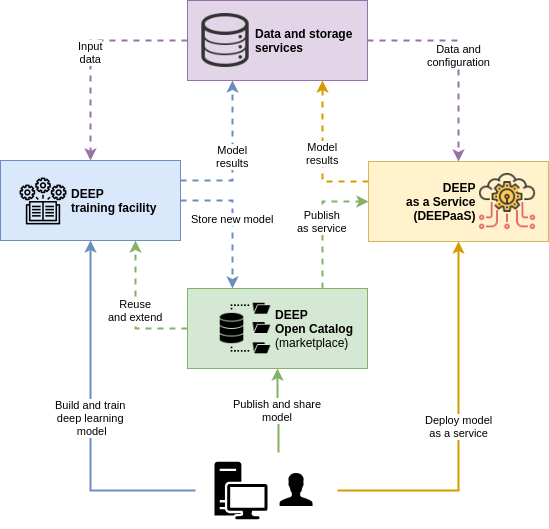 Data and storage
services
Input
data
Data and
configuration
Model
results
Model
results
DEEP
training facility
DEEP
as a Service
(DEEPaaS)
Store new model
Publish
as service
Reuse
and extend
DEEP
Open Catalog
(marketplace)
Build and train
deep learning
model
Publish and share
model
Deploy model
as a service